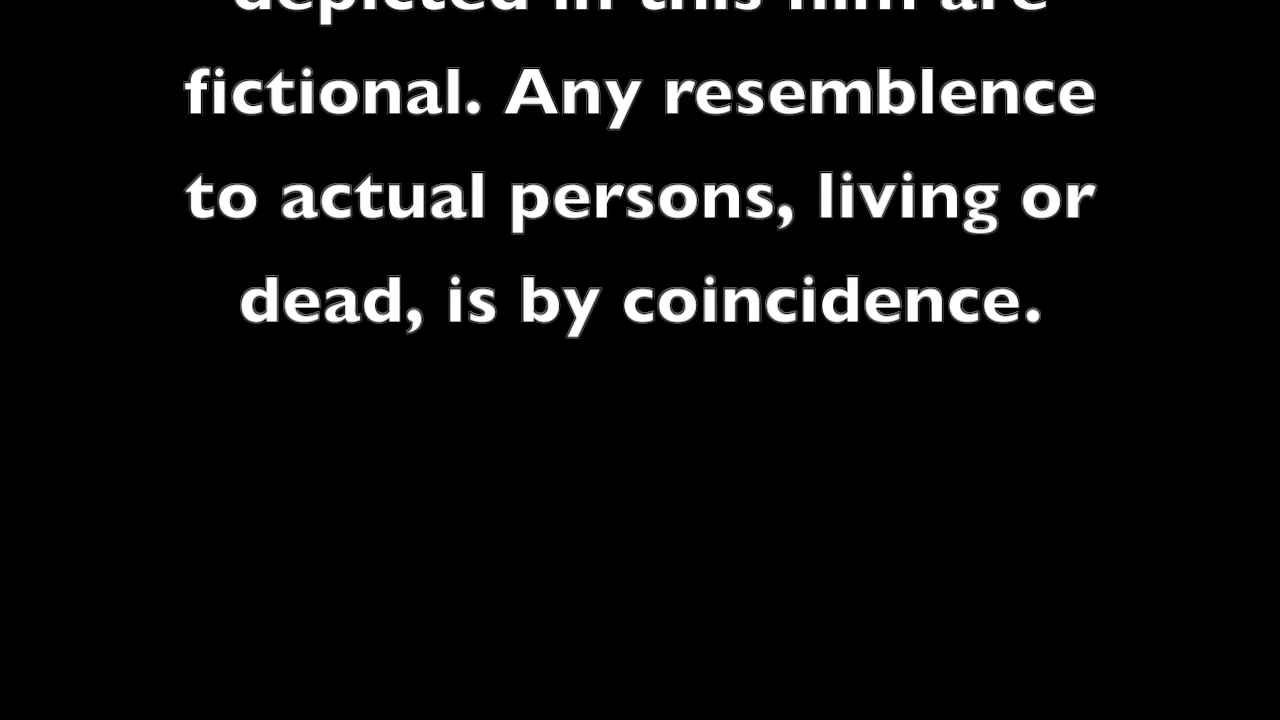 depicted in this film are
fictional. Any resemblence
to actual persons, living or
dead, is by coincidence.